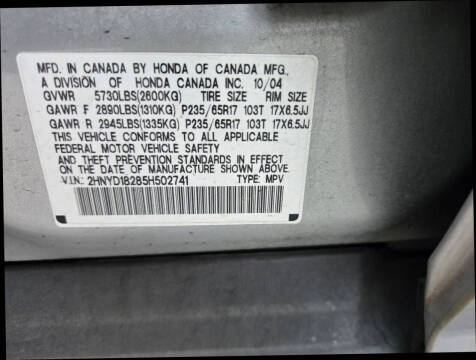 MFD. IN CANADA BY HONDA OF CANADA MFG.,
A DIVISION OF HONDA CANADA INC. 10/04
GVWR 5730LBS(2600KG) TIRE SIZE RIM SIZE
GAWR F 2890LBS(1310KG) P235/65R17 103T 17X6.5JJ
GAWR R 2945LBS(1335KG) P235/65R17 103T 17X6.5JJ
THIS VEHICLE CONFORMS TO ALL APPLICABLE
FEDERAL MOTOR VEHICLE SAFETY
AND THEFT PREVENTION STANDARDS IN EFFECT
ON THE DATE OF MANUFACTURE SHOWN ABOVE.
V.I.N.: 2HNYD18285H502741 TYPE: MPV